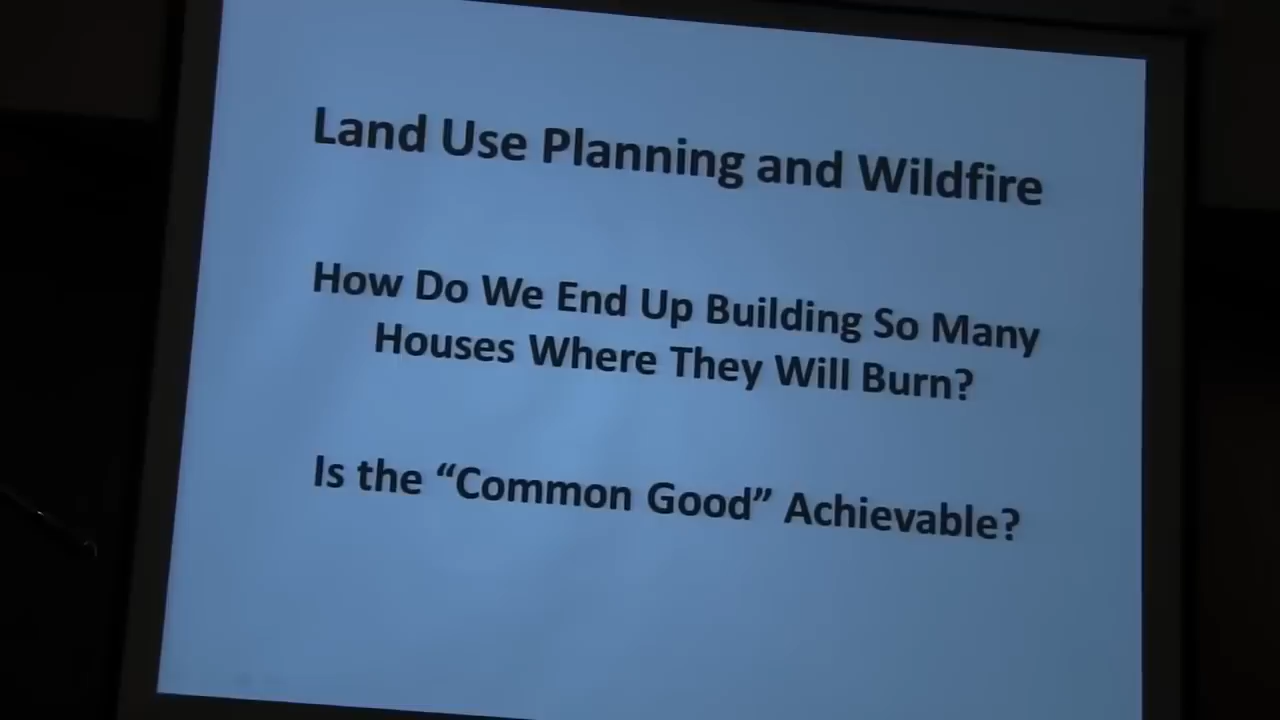 Land Use Planning and Wildfire
How Do We End Up Building So Many
Houses Where They Will Burn?
Is the “Common Good” Achievable?